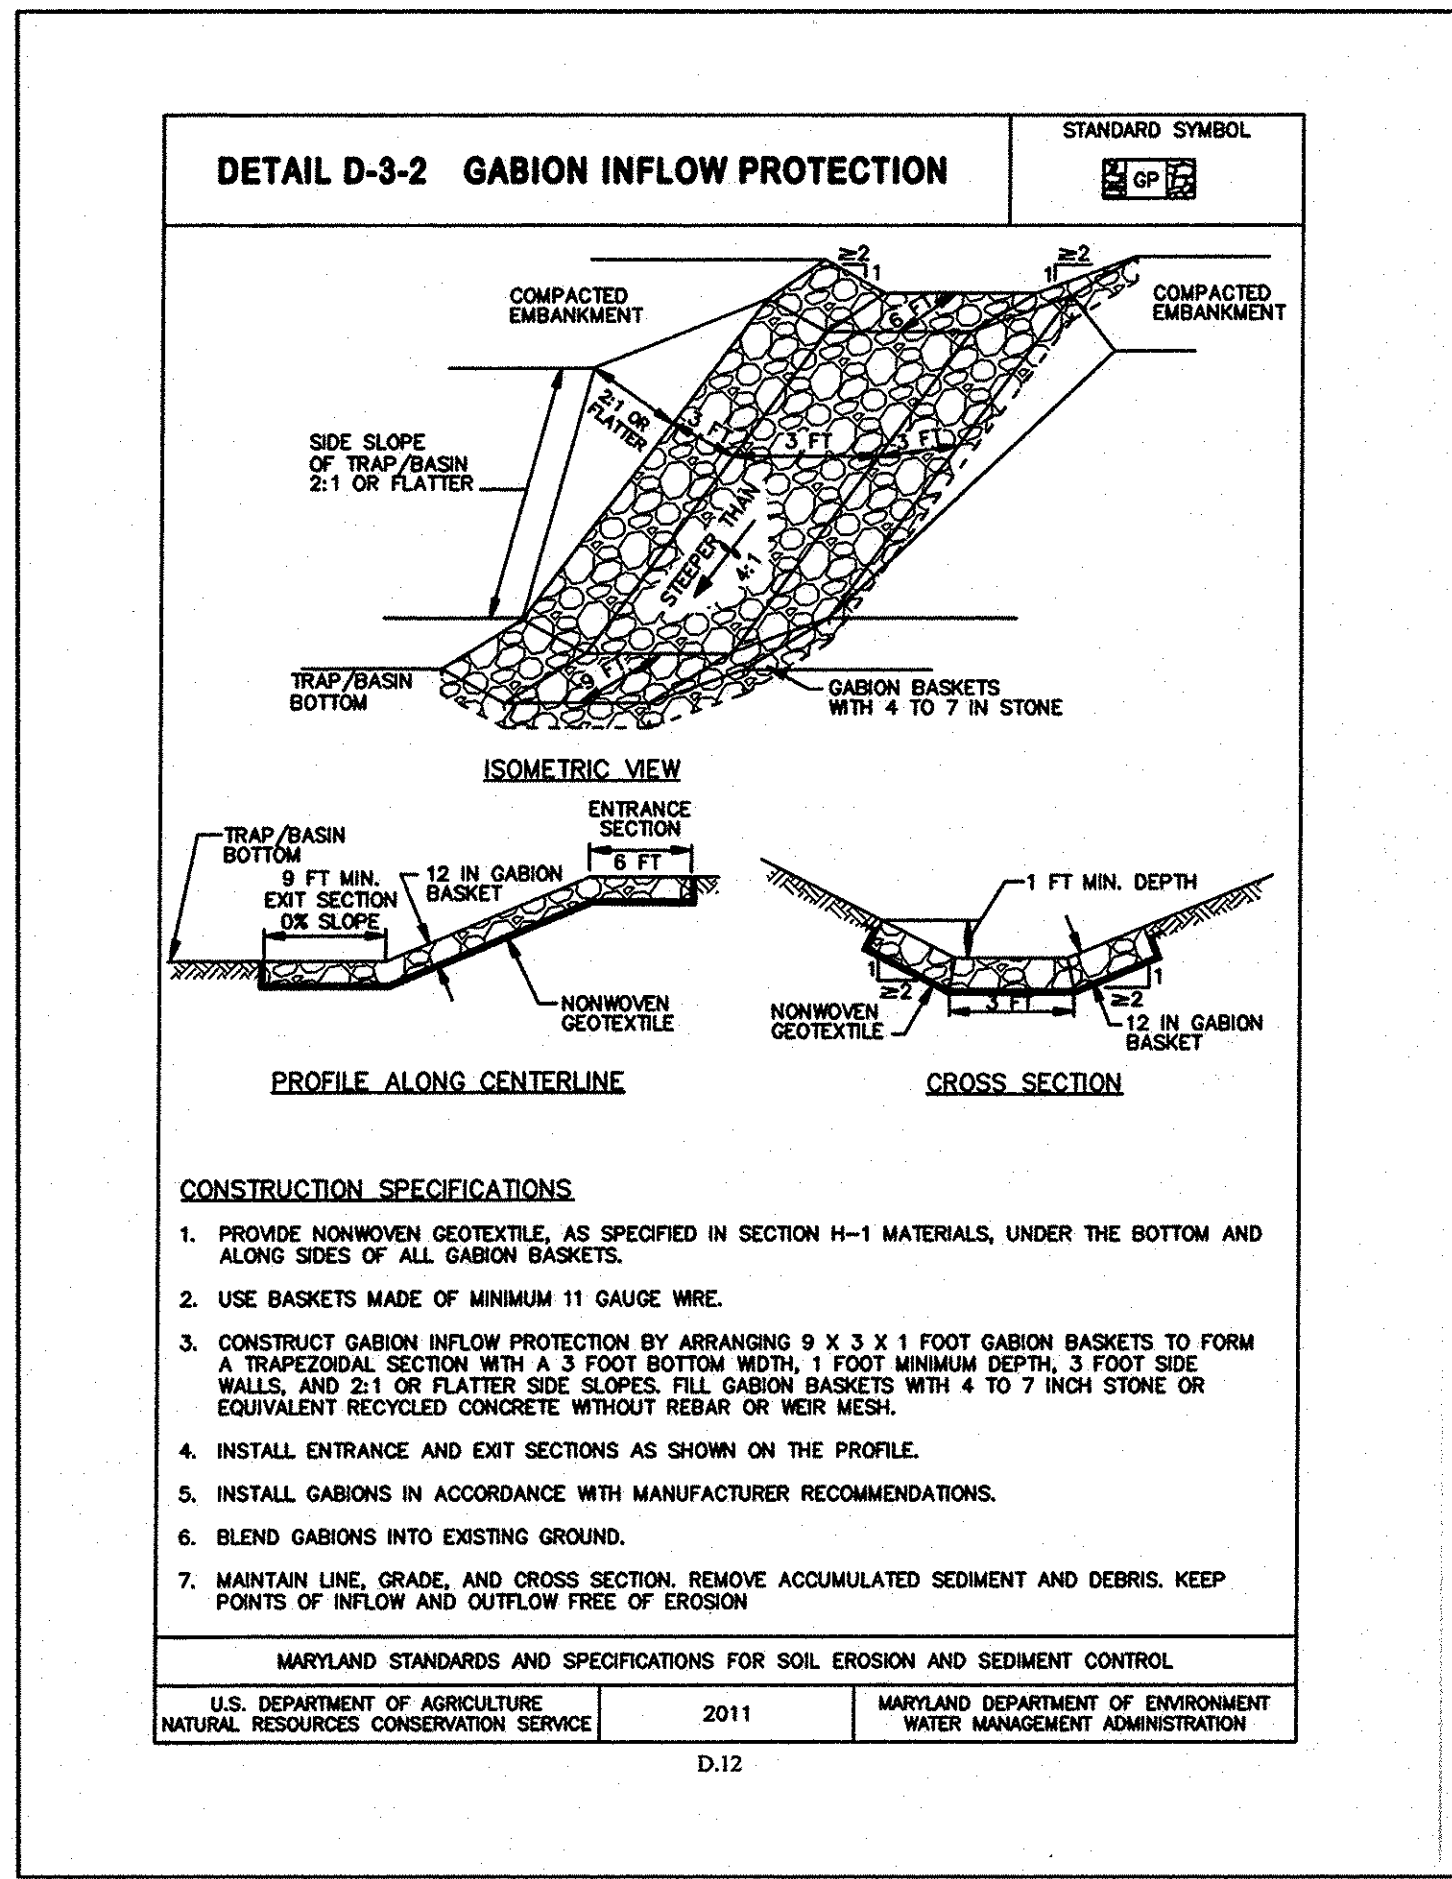 DETAIL D-3-2 GABION INFLOW PROTECTION
STANDARD SYMBOL
GP
≥2
1
≥2
1
COMPACTED
EMBANKMENT
COMPACTED
EMBANKMENT
6 FT
2:1 OR
FLATTER
3 FT
3 FT
3 FT
SIDE SLOPE
OF TRAP/BASIN
2:1 OR FLATTER
STEEPER THAN
4:1
9 FT
TRAP/BASIN
BOTTOM
GABION BASKETS
WITH 4 TO 7 IN STONE
ISOMETRIC VIEW
TRAP/BASIN
BOTTOM
9 FT MIN.
EXIT SECTION
0% SLOPE
12 IN GABION
BASKET
ENTRANCE
SECTION
6 FT
NONWOVEN
GEOTEXTILE
PROFILE ALONG CENTERLINE
1 FT MIN. DEPTH
1
≥2
NONWOVEN
GEOTEXTILE
3 FT
1
≥2
12 IN GABION
BASKET
CROSS SECTION
CONSTRUCTION SPECIFICATIONS
1. PROVIDE NONWOVEN GEOTEXTILE, AS SPECIFIED IN SECTION H-1 MATERIALS, UNDER THE BOTTOM AND
ALONG SIDES OF ALL GABION BASKETS.
2. USE BASKETS MADE OF MINIMUM 11 GAUGE WIRE.
3. CONSTRUCT GABION INFLOW PROTECTION BY ARRANGING 9 X 3 X 1 FOOT GABION BASKETS TO FORM
A TRAPEZOIDAL SECTION WITH A 3 FOOT BOTTOM WIDTH, 1 FOOT MINIMUM DEPTH, 3 FOOT SIDE
WALLS, AND 2:1 OR FLATTER SIDE SLOPES. FILL GABION BASKETS WITH 4 TO 7 INCH STONE OR
EQUIVALENT RECYCLED CONCRETE WITHOUT REBAR OR WEIR MESH.
4. INSTALL ENTRANCE AND EXIT SECTIONS AS SHOWN ON THE PROFILE.
5. INSTALL GABIONS IN ACCORDANCE WITH MANUFACTURER RECOMMENDATIONS.
6. BLEND GABIONS INTO EXISTING GROUND.
7. MAINTAIN LINE, GRADE, AND CROSS SECTION. REMOVE ACCUMULATED SEDIMENT AND DEBRIS. KEEP
POINTS OF INFLOW AND OUTFLOW FREE OF EROSION
MARYLAND STANDARDS AND SPECIFICATIONS FOR SOIL EROSION AND SEDIMENT CONTROL
U.S. DEPARTMENT OF AGRICULTURE
NATURAL RESOURCES CONSERVATION SERVICE
2011
MARYLAND DEPARTMENT OF ENVIRONMENT
WATER MANAGEMENT ADMINISTRATION
D.12